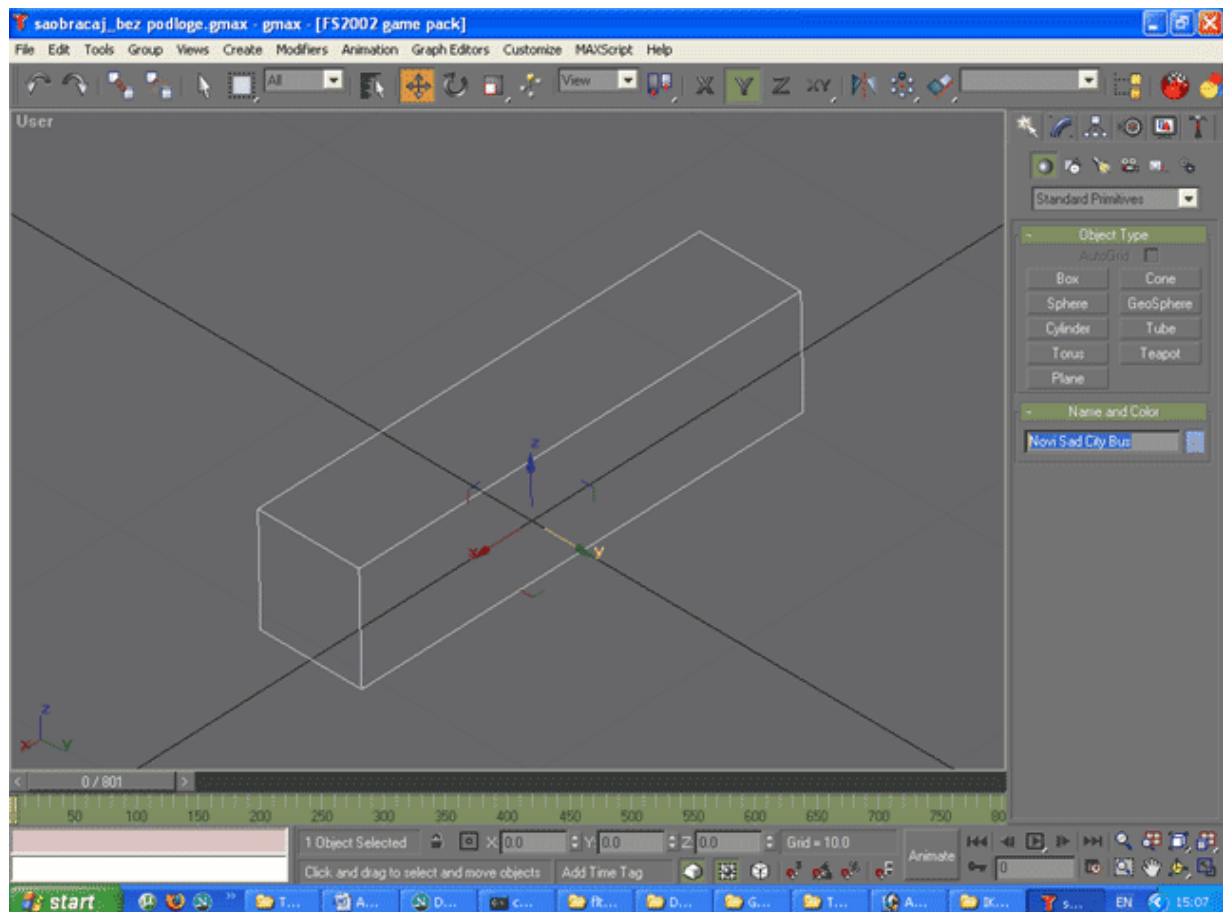 saobracaj_bez podloge.gmax - gmax - [FS2002 game pack]
File Edit Tools Group Views Create Modifiers Animation Graph Editors Customize MAXScript Help
All View X Y Z XY
User
Standard Primitives
- Object Type
AutoGrid
Box Cone
Sphere GeoSphere
Cylinder Tube
Torus Teapot
Plane
- Name and Color
Novi Sad City Bus
z
x y
z
x y
< 0 / 801 >
50 100 150 200 250 300 350 400 450 500 550 600 650 700 750 80
1 Object Selected X: 0.0 Y: 0.0 Z: 0.0 Grid = 10.0
Animate
Click and drag to select and move objects Add Time Tag 0
start T... A... D... c... ft... D... G... T... A... IK... s... EN 15:07